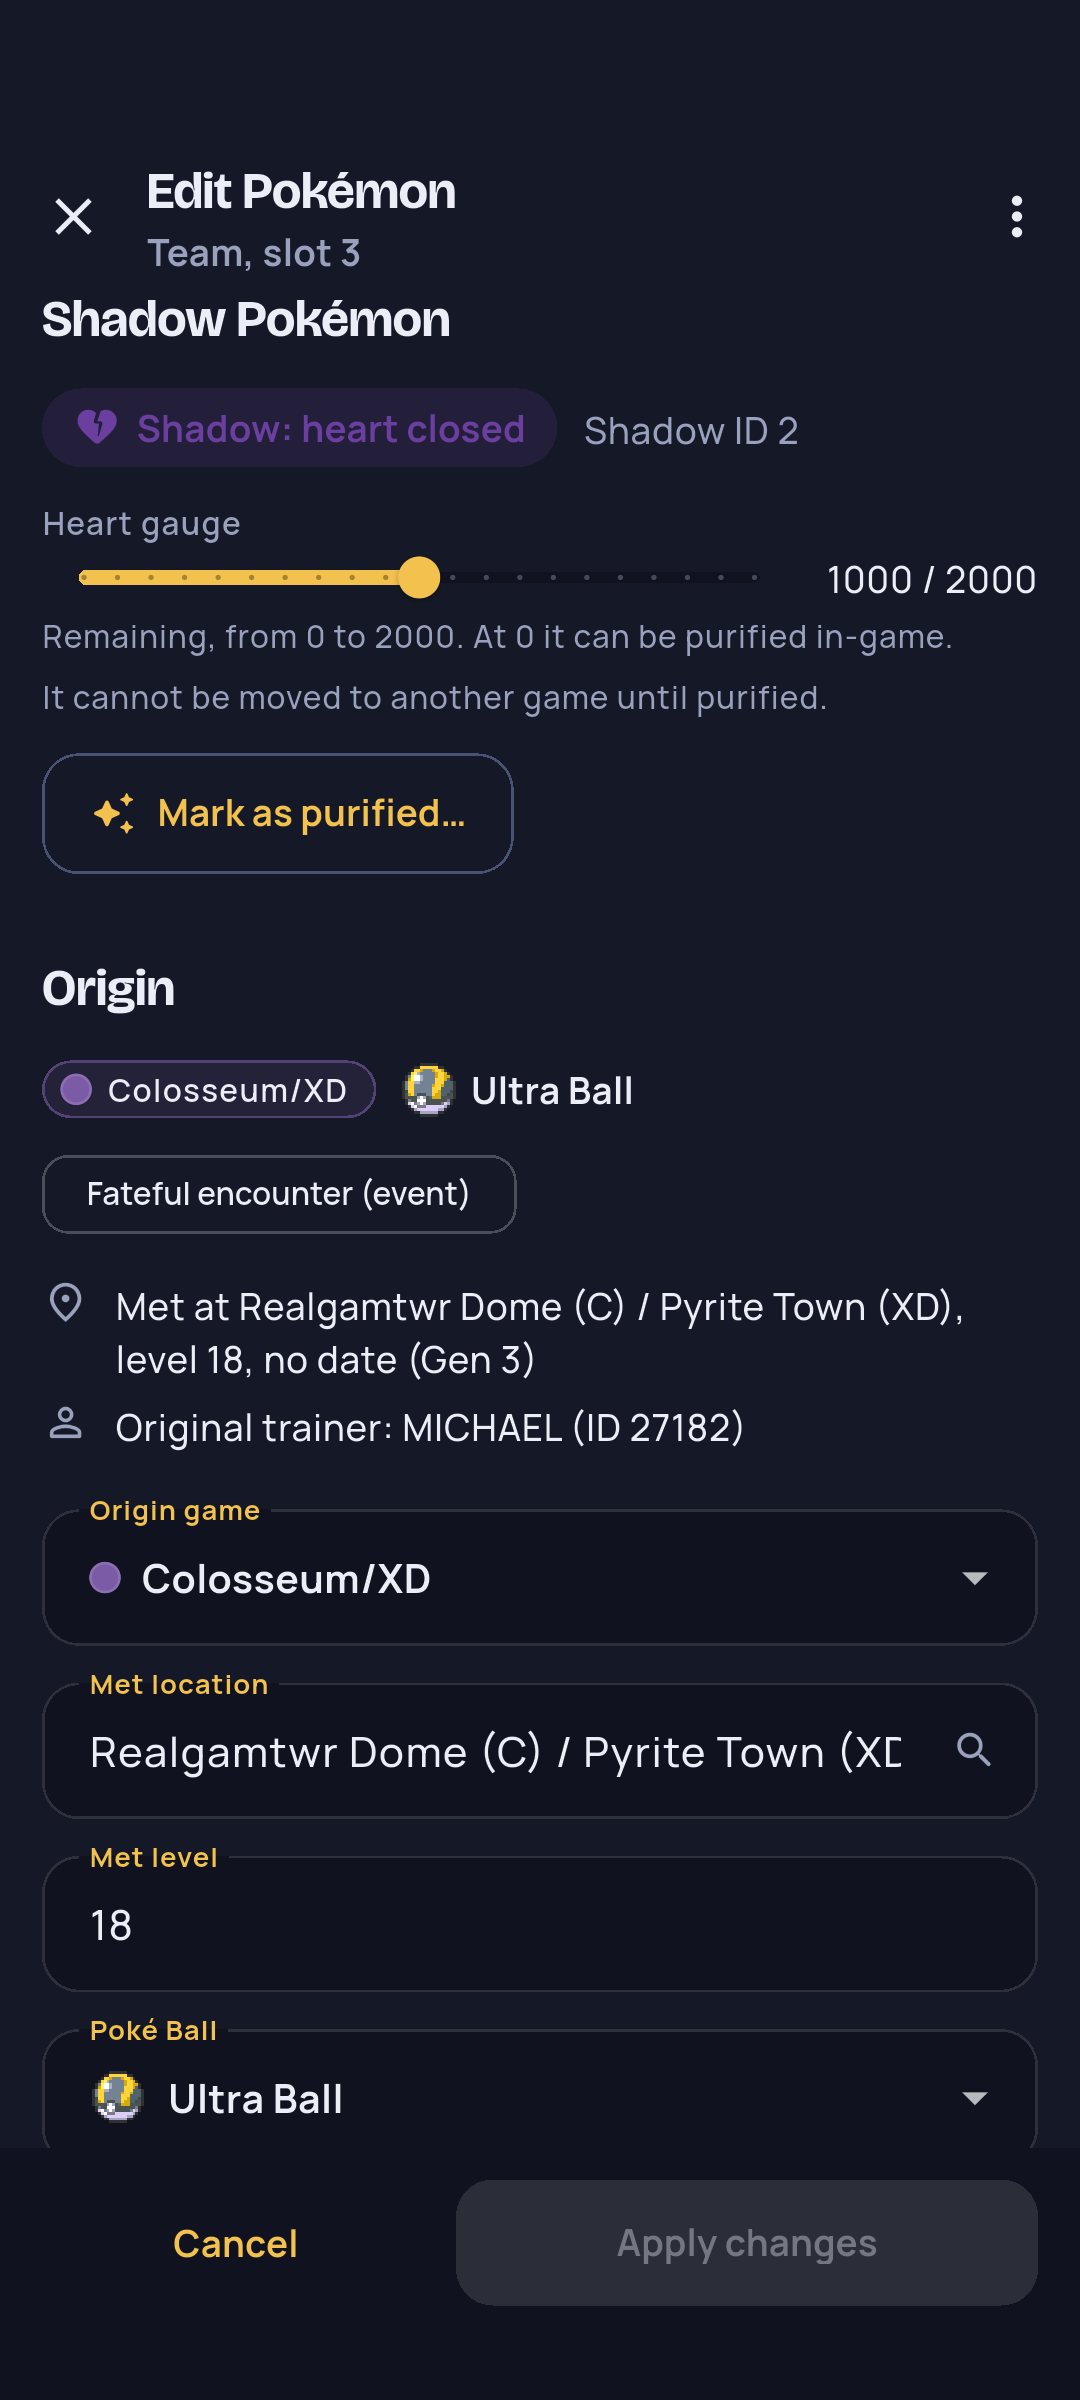 Edit Pokémon
Team, slot 3
Shadow Pokémon
Shadow: heart closed
Shadow ID 2
Heart gauge
1000 / 2000
Remaining, from 0 to 2000. At 0 it can be purified in-game.
It cannot be moved to another game until purified.
Mark as purified...
Origin
Colosseum/XD
Ultra Ball
Fateful encounter (event)
Met at Realgamtwr Dome (C) / Pyrite Town (XD),
level 18, no date (Gen 3)
Original trainer: MICHAEL (ID 27182)
Origin game
Colosseum/XD
Met location
Realgamtwr Dome (C) / Pyrite Town (XD
Met level
18
Poké Ball
Ultra Ball
Cancel
Apply changes